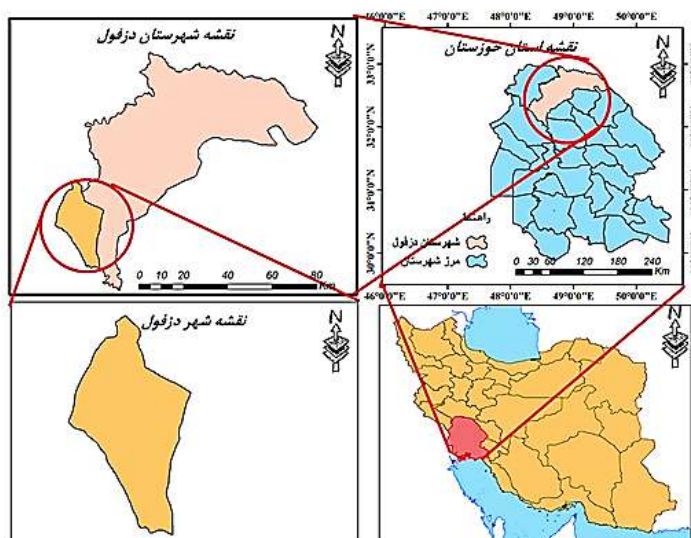 نقشه شهرستان دزفول
N
0 10 20 40 60 80
Km
46°0'0"E 47°0'0"E 48°0'0"E 49°0'0"E 50°0'0"E
نقشه استان خوزستان
N
33°0'0"N
32°0'0"N
31°0'0"N
30°0'0"N
شهرستان دزفول
مرز شهرستان
0 30 60 120 180 240
Km
46°0'0"E 47°0'0"E 48°0'0"E 49°0'0"E 50°0'0"E
نقشه شهر دزفول
N
N